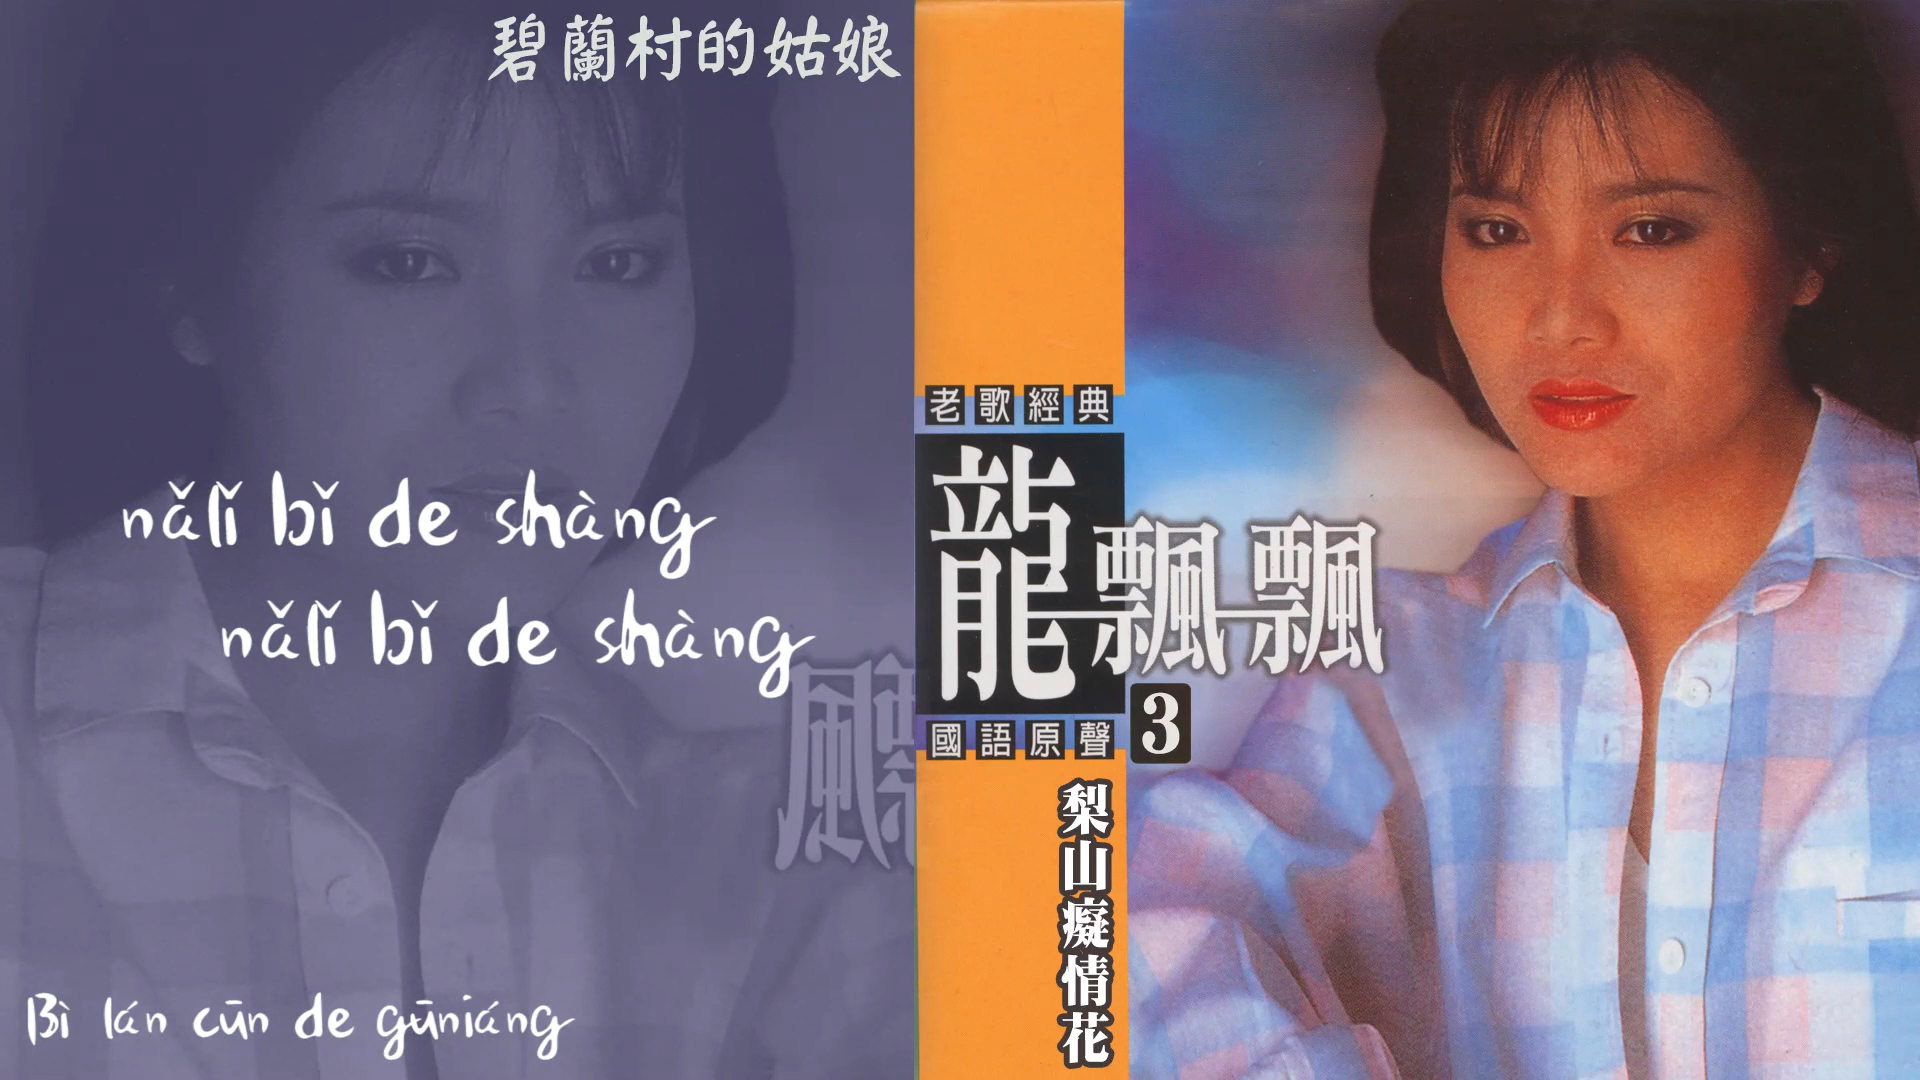 碧蘭村的姑娘
nǎlǐ bǐ de shàng
nǎlǐ bǐ de shàng
Bì lán cūn de gūniáng
老歌經典
龍飄飄
國語原聲
3
梨山癡情花